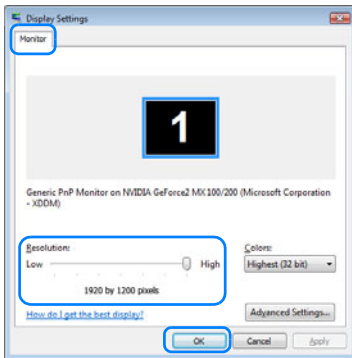 Display Settings
Monitor
1
Generic PnP Monitor on NVIDIA GeForce2 MX 100/200 (Microsoft Corporation
- XDDM)
Resolution:
Colors:
Low
High
Highest (32 bit)
1920 by 1200 pixels
How do I get the best display?
Advanced Settings...
OK
Cancel
Apply